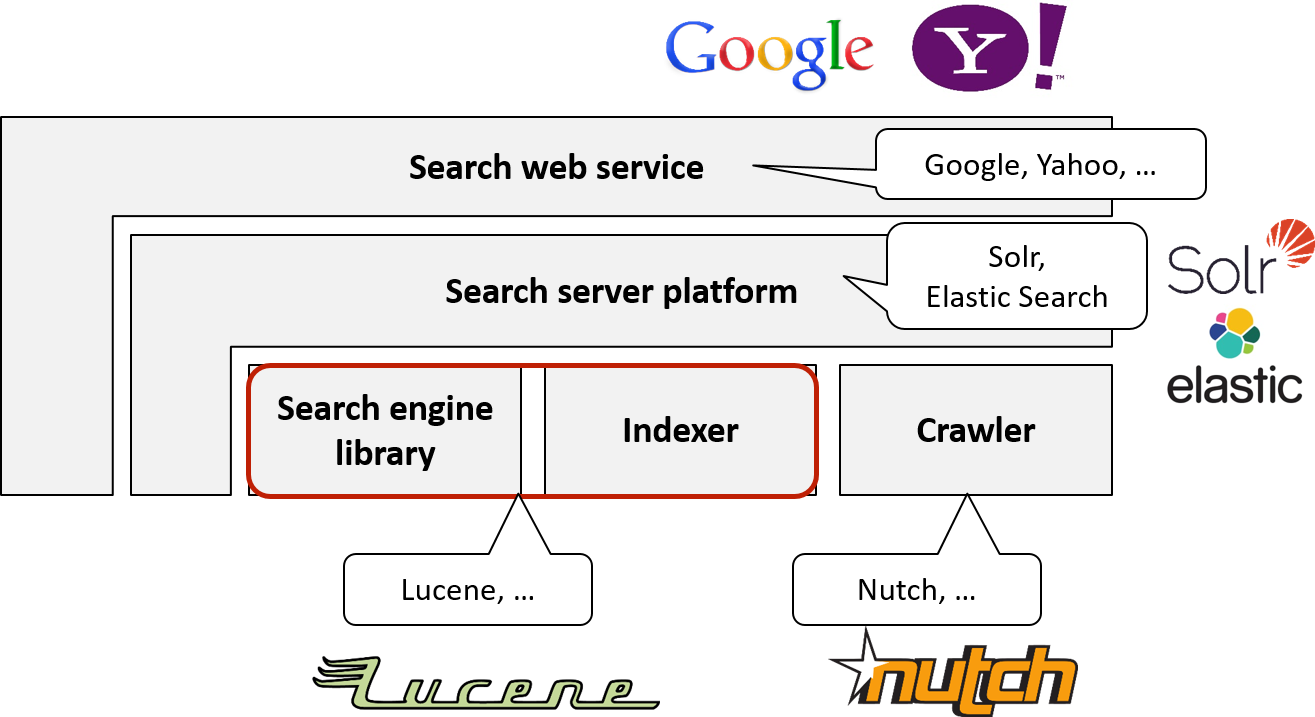 Google Y! ™
Search web service
Google, Yahoo, …
Search server platform
Solr,
Elastic Search
Solr
elastic
Search engine
library
Indexer
Crawler
Lucene, …
Nutch, …
Lucene
nutch